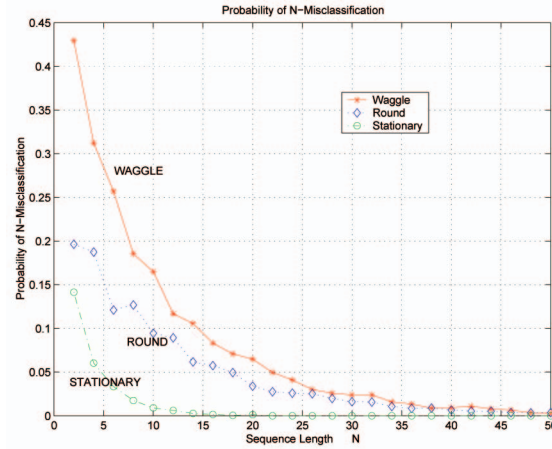 Probability of N-Misclassification
Probability of N-Misclassification
0.45
0.4
0.35
0.3
0.25
0.2
0.15
0.1
0.05
0
Waggle
Round
Stationary
WAGGLE
ROUND
STATIONARY
0 5 10 15 20 25 30 35 40 45 50
Sequence Length N